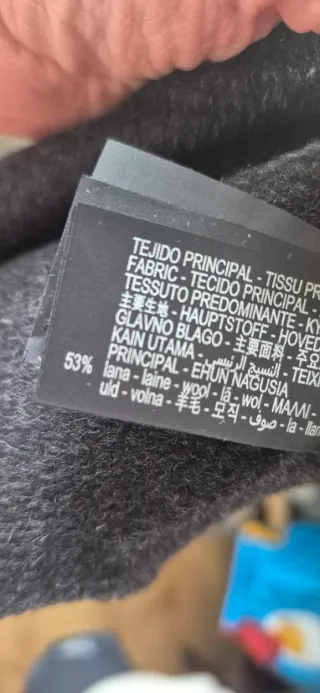 TEJIDO PRINCIPAL - TISSU PR
FABRIC - TECIDO PRINCIPAL -
TESSUTO PREDOMINANTE - KY
主要生地 - HAUPTSTOFF - HOVED
GLAVNO BLAGO - 主要面料 - 주요
KAIN UTAMA - النسيج الرئيسي - TEIXI
PRINCIPAL - EHUN NAGUSIA
53% lana - laine - wool - lã - wol - ΜΑΛΛΙ -
uld - volna - 羊毛 - 모직 - صوف - la - llan